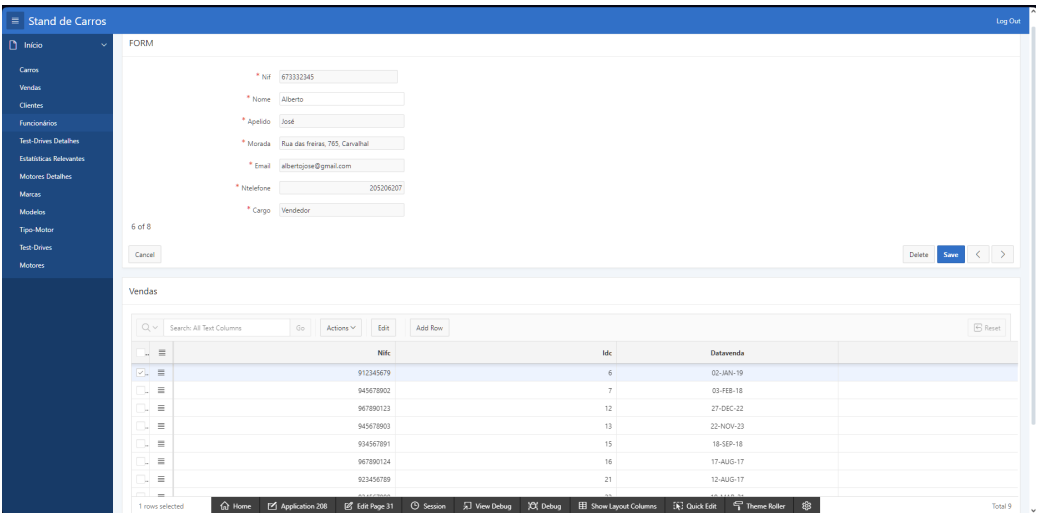 Stand de Carros Log Out
Início FORM
Carros
Vendas
Clientes
Funcionários
Test-Drives Detalhes
Estatísticas Relevantes
Motores Detalhes
Marcas
Modelos
Tipo-Motor
Test-Drives
Motores
* Nif 673332345
* Nome Alberto
* Apelido José
* Morada Rua das freiras, 765, Carvalhal
* Email albertojose@gmail.com
* Ntelefone 205206207
* Cargo Vendedor
6 of 8
Cancel Delete Save
Vendas
Search: All Text Columns Go Actions Edit Add Row Reset
Nifc Idc Datavenda
912345679 6 02-JAN-19
945678902 7 03-FEB-18
967890123 12 27-DEC-22
945678903 13 22-NOV-23
934567891 15 18-SEP-18
967890124 16 17-AUG-17
923456789 21 12-AUG-17
1 rows selected Home Application 208 Edit Page 31 Session View Debug Debug Show Layout Columns Quick Edit Theme Roller Total 9